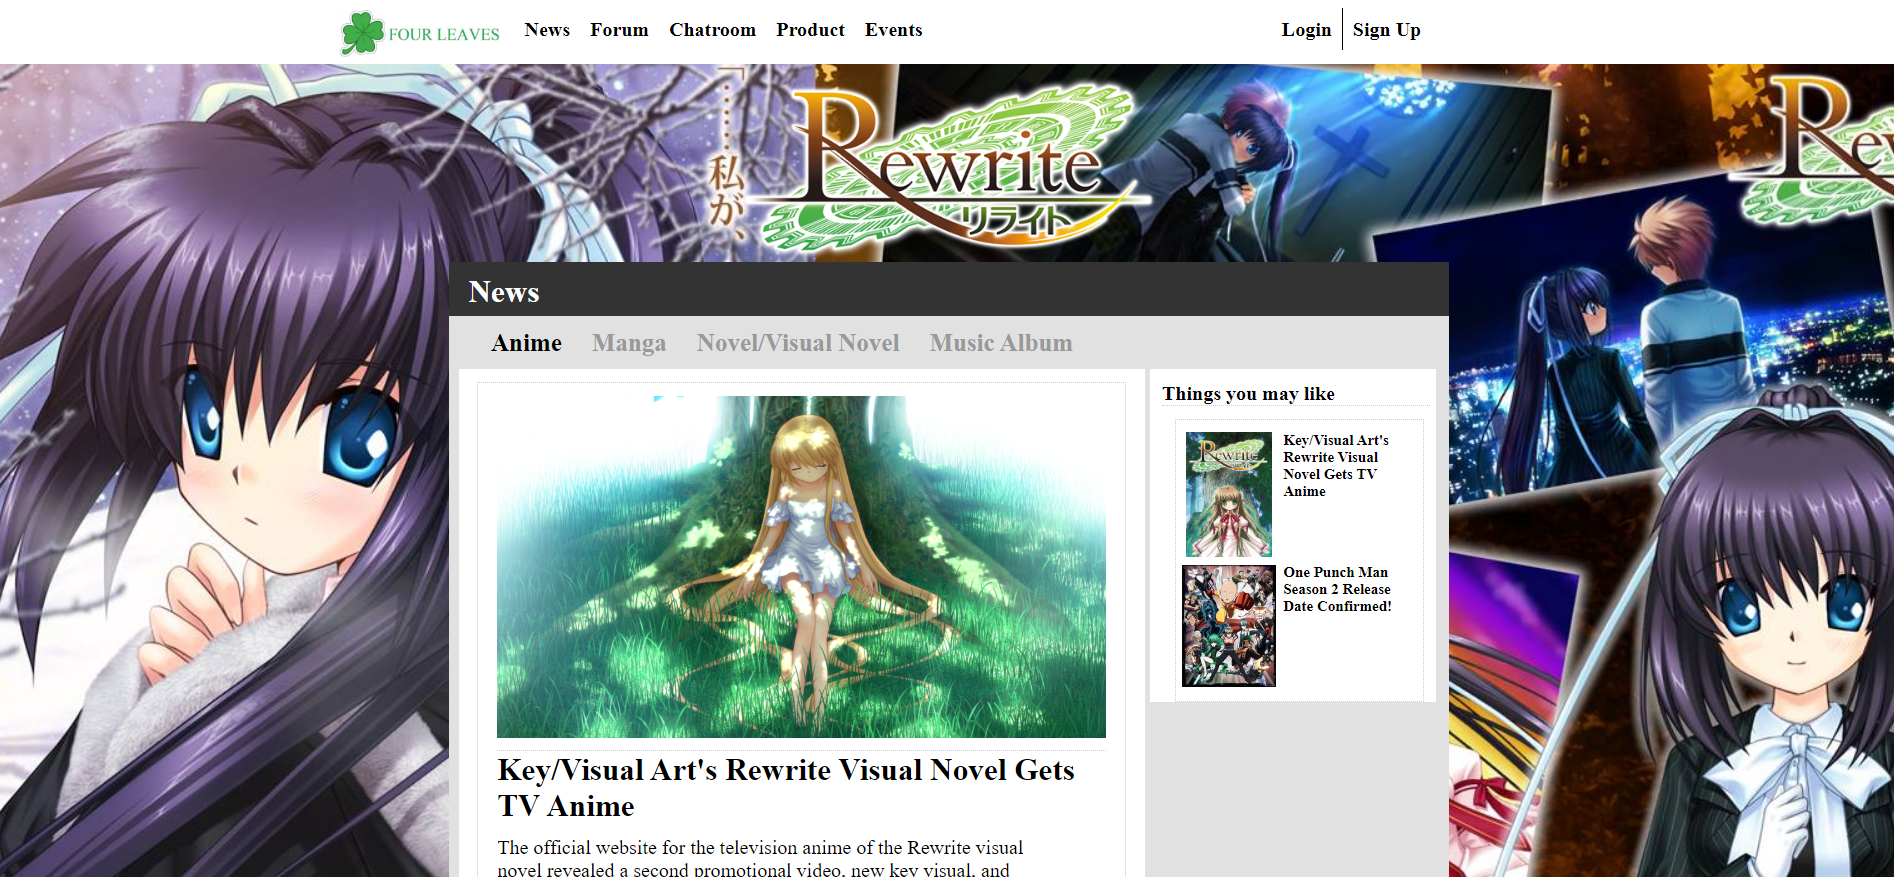 FOUR LEAVES
News
Forum
Chatroom
Product
Events
Login
Sign Up
「……私が、
Rewrite
リライト
Rew
News
Anime
Manga
Novel/Visual Novel
Music Album
Things you may like
Rewrite
Key/Visual Art's
Rewrite Visual
Novel Gets TV
Anime
One Punch Man
Season 2 Release
Date Confirmed!
Key/Visual Art's Rewrite Visual Novel Gets
TV Anime
The official website for the television anime of the Rewrite visual
novel revealed a second promotional video, new key visual, and